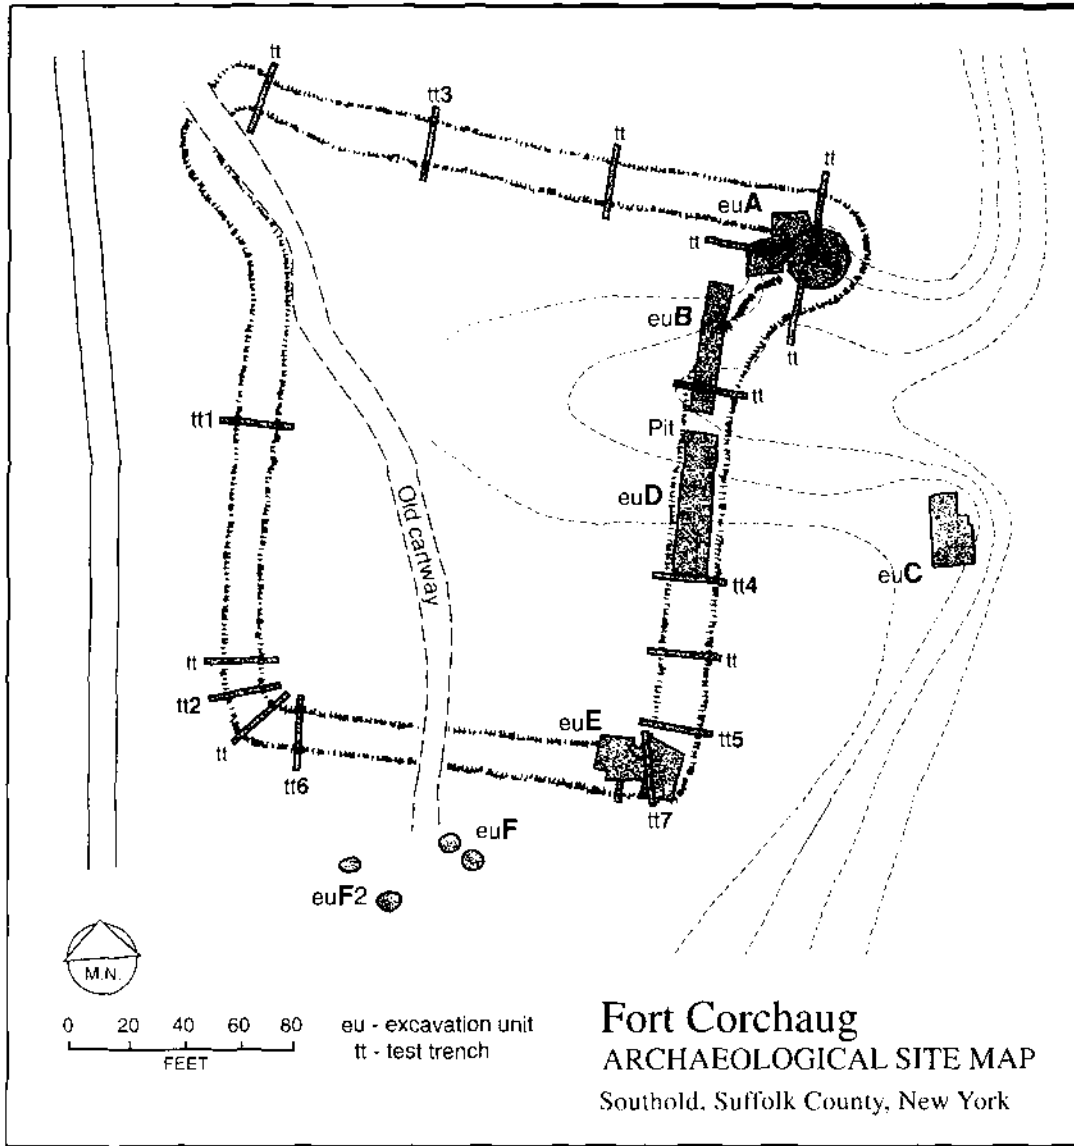 tt
tt3
tt
tt
euA
tt
euB
tt
tt
tt1
Pit
euD
Old cartway
euC
tt4
tt
tt
tt2
euE
tt5
tt
tt6
tt7
euF
euF2
M.N.
0 20 40 60 80
FEET
eu - excavation unit
tt - test trench
Fort Corchaug
ARCHAEOLOGICAL SITE MAP
Southold, Suffolk County, New York